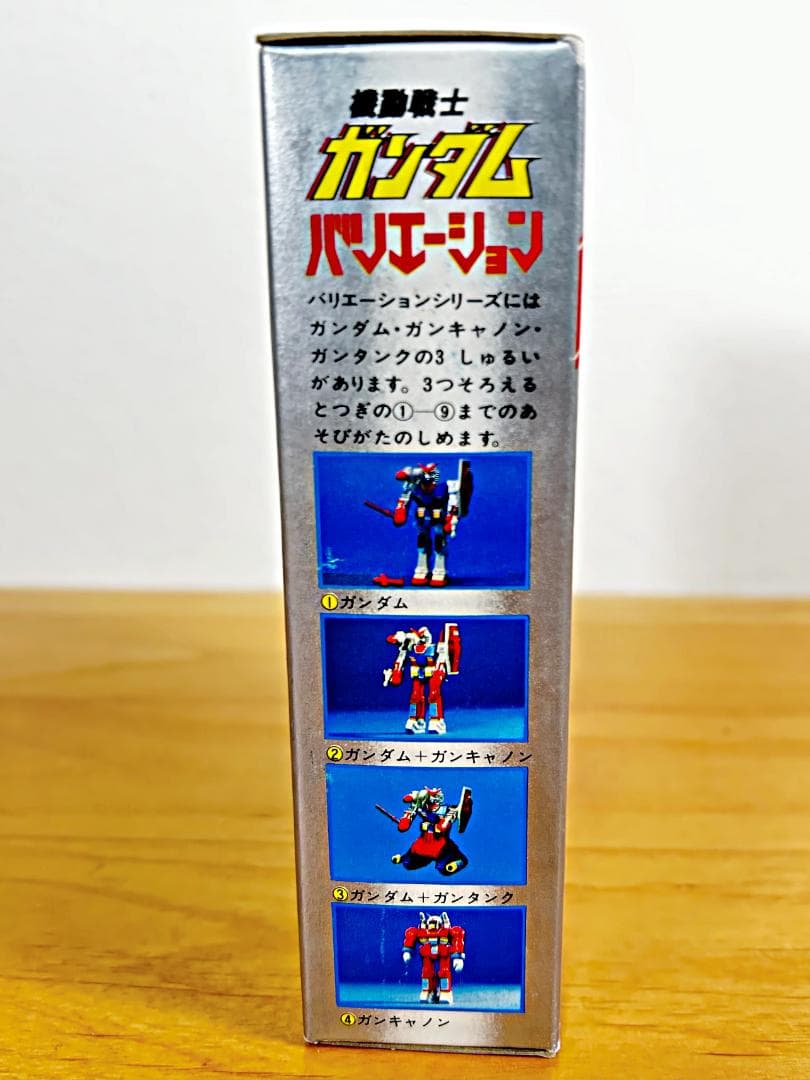 機動戦士
ガンダム
バリエーション
バリエーションシリーズには
ガンダム・ガンキャノン・
ガンタンクの3 しゅるい
があります。3つそろえる
とつぎの①—⑨までのあ
そびがたのしめます。
①ガンダム
②ガンダム＋ガンキャノン
③ガンダム＋ガンタンク
④ガンキャノン